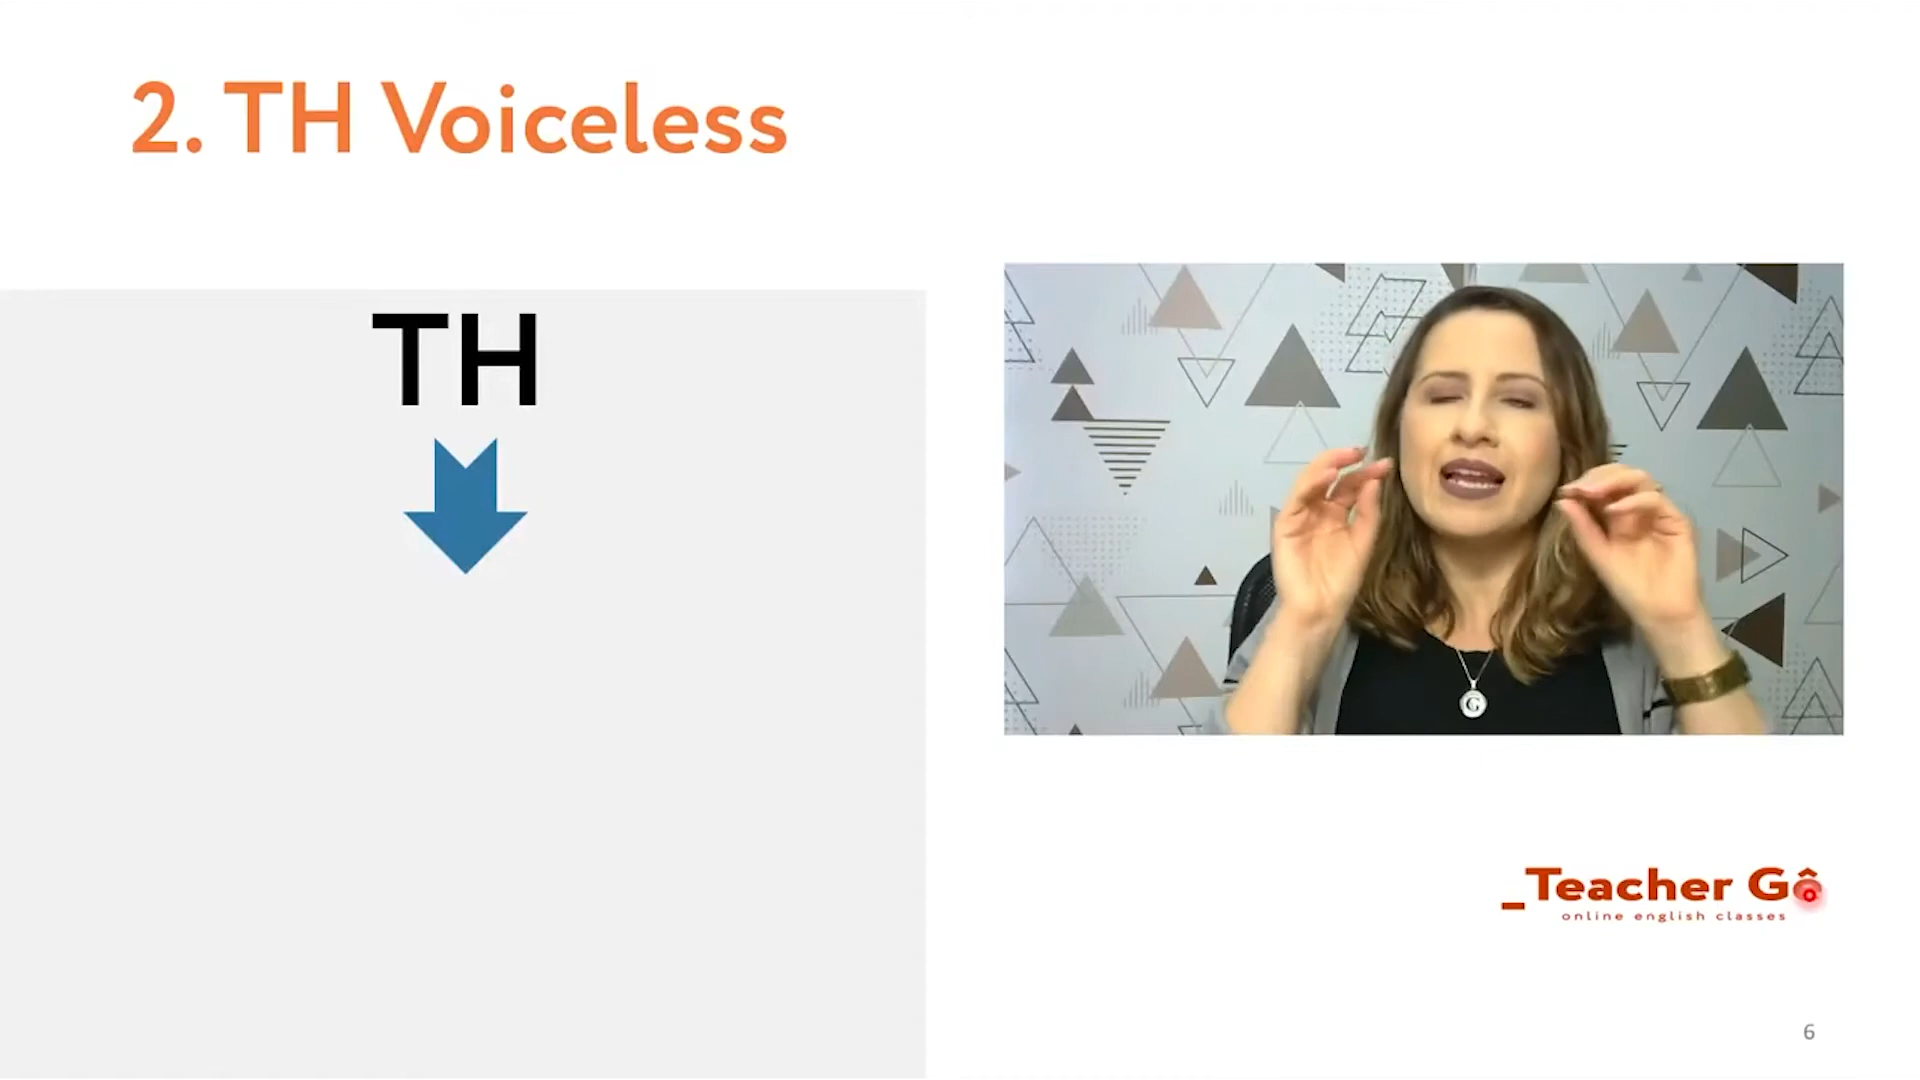 2. TH Voiceless
TH
G
_Teacher Gô
online english classes
6